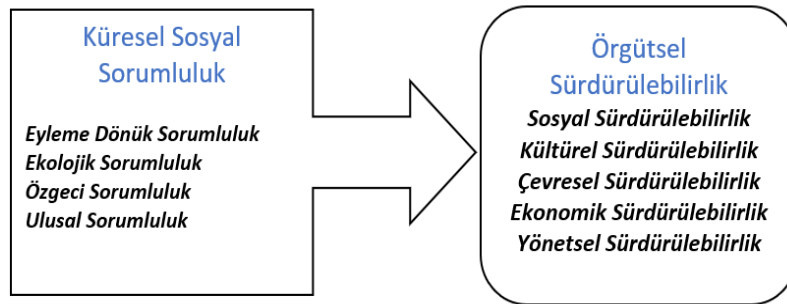 Küresel Sosyal
Sorumluluk
Eyleme Dönük Sorumluluk
Ekolojik Sorumluluk
Özgeci Sorumluluk
Ulusal Sorumluluk
Örgütsel
Sürdürülebilirlik
Sosyal Sürdürülebilirlik
Kültürel Sürdürülebilirlik
Çevresel Sürdürülebilirlik
Ekonomik Sürdürülebilirlik
Yönetsel Sürdürülebilirlik